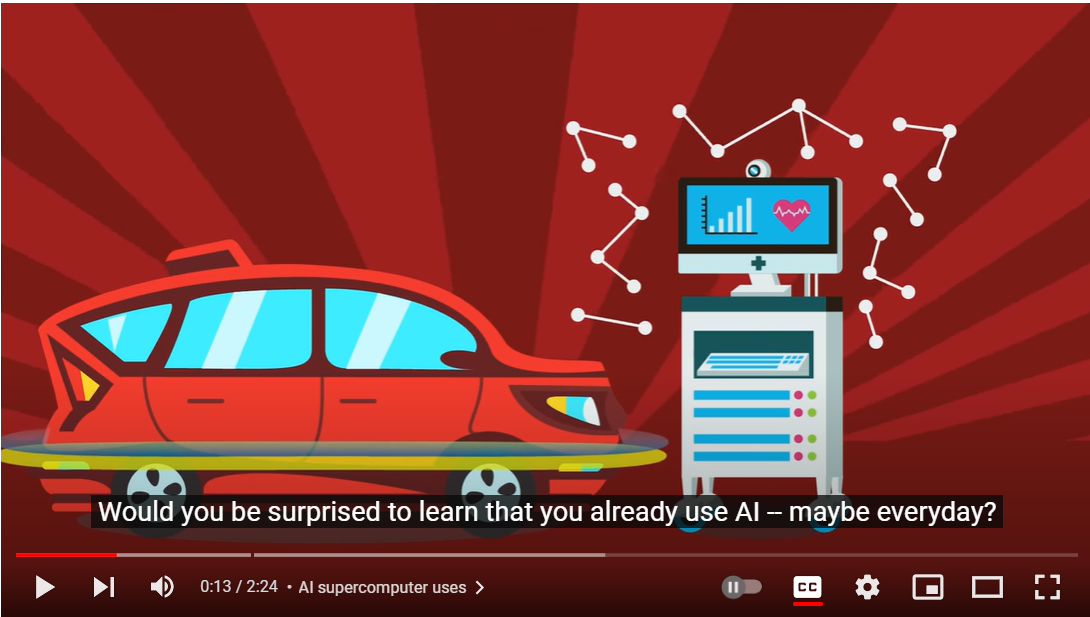 Would you be surprised to learn that you already use AI -- maybe everyday?
0:13 / 2:24 • AI supercomputer uses
CC